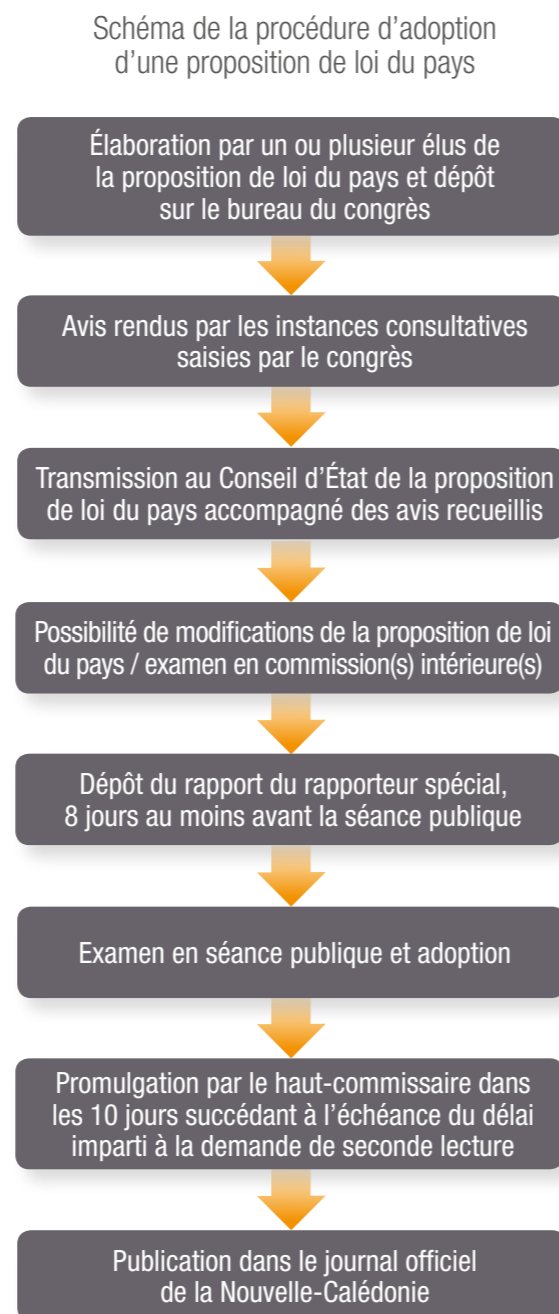 Schéma de la procédure d’adoption
d’une proposition de loi du pays
Élaboration par un ou plusieur élus de
la proposition de loi du pays et dépôt
sur le bureau du congrès
Avis rendus par les instances consultatives
saisies par le congrès
Transmission au Conseil d’État de la proposition
de loi du pays accompagné des avis recueillis
Possibilité de modifications de la proposition de loi
du pays / examen en commission(s) intérieure(s)
Dépôt du rapport du rapporteur spécial,
8 jours au moins avant la séance publique
Examen en séance publique et adoption
Promulgation par le haut-commissaire dans
les 10 jours succédant à l’échéance du délai
imparti à la demande de seconde lecture
Publication dans le journal officiel
de la Nouvelle-Calédonie